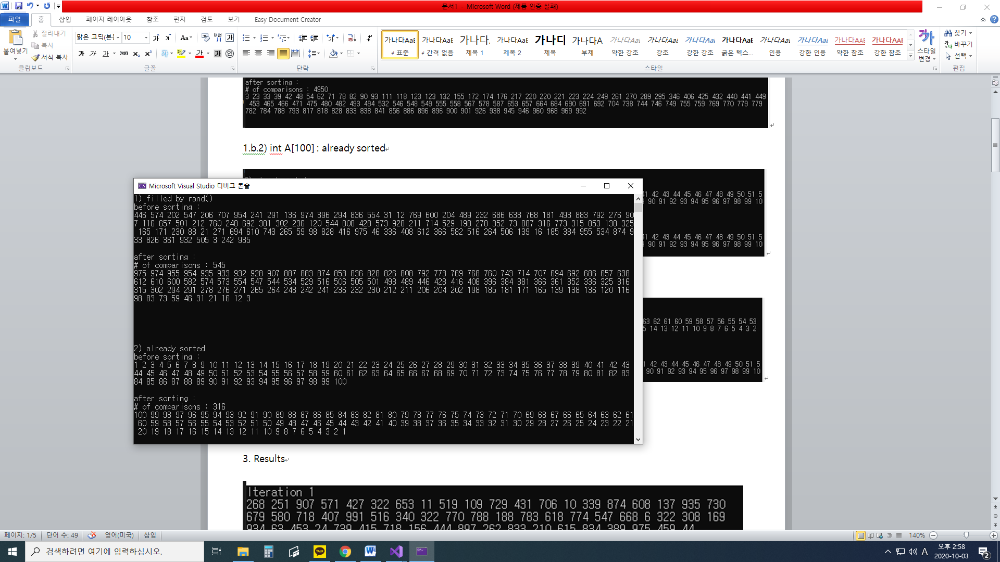 문서1 - Microsoft Word (제품 인증 실패)
파일 홈 삽입 페이지 레이아웃 참조 편지 검토 보기 Easy Document Creator
붙여넣기
잘라내기
복사
서식 복사
클립보드
맑은 고딕(본 10
글꼴
단락
가나다AaB 가나다AaB 가나다, 가나다AaE 가나다 가나다A 가나다Aa 가나다Aa 가나다Aa 가나다AaB 가나다Aa 가나다Aa 가나다AaB 가나다AaB
표준 간격 없음 제목 1 제목 2 제목 부제 약한 강조 강조 강한 강조 굵은 텍스... 인용 강한 인용 약한 참조 강한 참조
스타일
스타일 변경
찾기
바꾸기
선택
편집
after sorting :
# of comparisons : 4950
3 23 33 39 42 48 54 62 71 78 82 90 93 111 118 123 123 132 155 172 174 176 217 220 220 221 223 224 249 261 270 289 295 346 406 425 432 440 441 449
453 465 466 471 475 480 482 493 494 532 546 548 549 555 558 567 578 587 653 657 664 684 690 691 692 704 738 744 746 749 755 759 769 770 779 779
782 784 788 793 817 818 828 833 838 841 856 886 896 896 900 901 926 938 945 946 960 968 969 992
1.b.2) int A[100] : already sorted
Microsoft Visual Studio 디버그 콘솔
1) filled by rand()
before sorting :
446 574 202 547 206 707 954 241 291 136 974 396 294 836 554 31 12 769 600 204 489 232 686 638 768 181 493 883 792 276 90
7 116 657 501 212 760 248 692 381 302 236 120 544 808 428 573 928 211 714 529 198 278 352 73 887 316 773 315 853 138 325
165 171 230 83 21 271 694 610 743 265 59 98 828 416 975 46 336 408 612 366 582 516 264 506 139 16 185 384 955 534 874 9
33 826 361 932 505 3 242 935
after sorting :
# of comparisons : 545
975 974 955 954 935 933 932 928 907 887 883 874 853 836 828 826 808 792 773 769 768 760 743 714 707 694 692 686 657 638
612 610 600 582 574 573 554 547 544 534 529 516 506 505 501 493 489 446 428 416 408 396 384 381 366 361 352 336 325 316
315 302 294 291 278 276 271 265 264 248 242 241 236 232 230 212 211 206 204 202 198 185 181 171 165 139 138 136 120 116
98 83 73 59 46 31 21 16 12 3
2) already sorted
before sorting :
1 2 3 4 5 6 7 8 9 10 11 12 13 14 15 16 17 18 19 20 21 22 23 24 25 26 27 28 29 30 31 32 33 34 35 36 37 38 39 40 41 42 43
44 45 46 47 48 49 50 51 52 53 54 55 56 57 58 59 60 61 62 63 64 65 66 67 68 69 70 71 72 73 74 75 76 77 78 79 80 81 82 83
84 85 86 87 88 89 90 91 92 93 94 95 96 97 98 99 100
after sorting :
# of comparisons : 316
100 99 98 97 96 95 94 93 92 91 90 89 88 87 86 85 84 83 82 81 80 79 78 77 76 75 74 73 72 71 70 69 68 67 66 65 64 63 62 61
60 59 58 57 56 55 54 53 52 51 50 49 48 47 46 45 44 43 42 41 40 39 38 37 36 35 34 33 32 31 30 29 28 27 26 25 24 23 22 21
20 19 18 17 16 15 14 13 12 11 10 9 8 7 6 5 4 3 2 1
41 42 43 44 45 46 47 48 49 50 51 5
90 91 92 93 94 95 96 97 98 99 10
41 42 43 44 45 46 47 48 49 50 51 5
90 91 92 93 94 95 96 97 98 99 10
63 62 61 60 59 58 57 56 55 54 53
5 14 13 12 11 10 9 8 7 6 5 4 3 2
1 42 43 44 45 46 47 48 49 50 51 5
90 91 92 93 94 95 96 97 98 99 10
3. Results
Iteration 1
268 251 907 571 427 322 653 11 519 109 729 431 706 10 339 874 608 137 935 730
679 580 718 407 991 516 340 322 770 788 188 783 618 774 547 668 6 322 308 169
934 63 453 24 739 415 718 156 444 897 262 833 210 615 834 389 975 459 44
페이지: 1/5 단어 수: 49 영어(미국) 삽입 140%
검색하려면 여기에 입력하십시오.
TALK
A 오후 2:58
2020-10-03
2